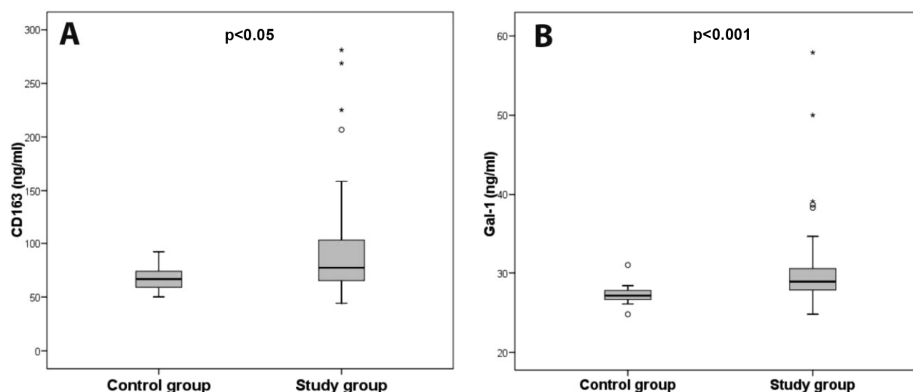 A
p<0.05
300
250
200
150
100
50
0
CD163 (ng/ml)
Control group
Study group
B
p<0.001
60
50
40
30
20
Gal-1 (ng/ml)
Control group
Study group